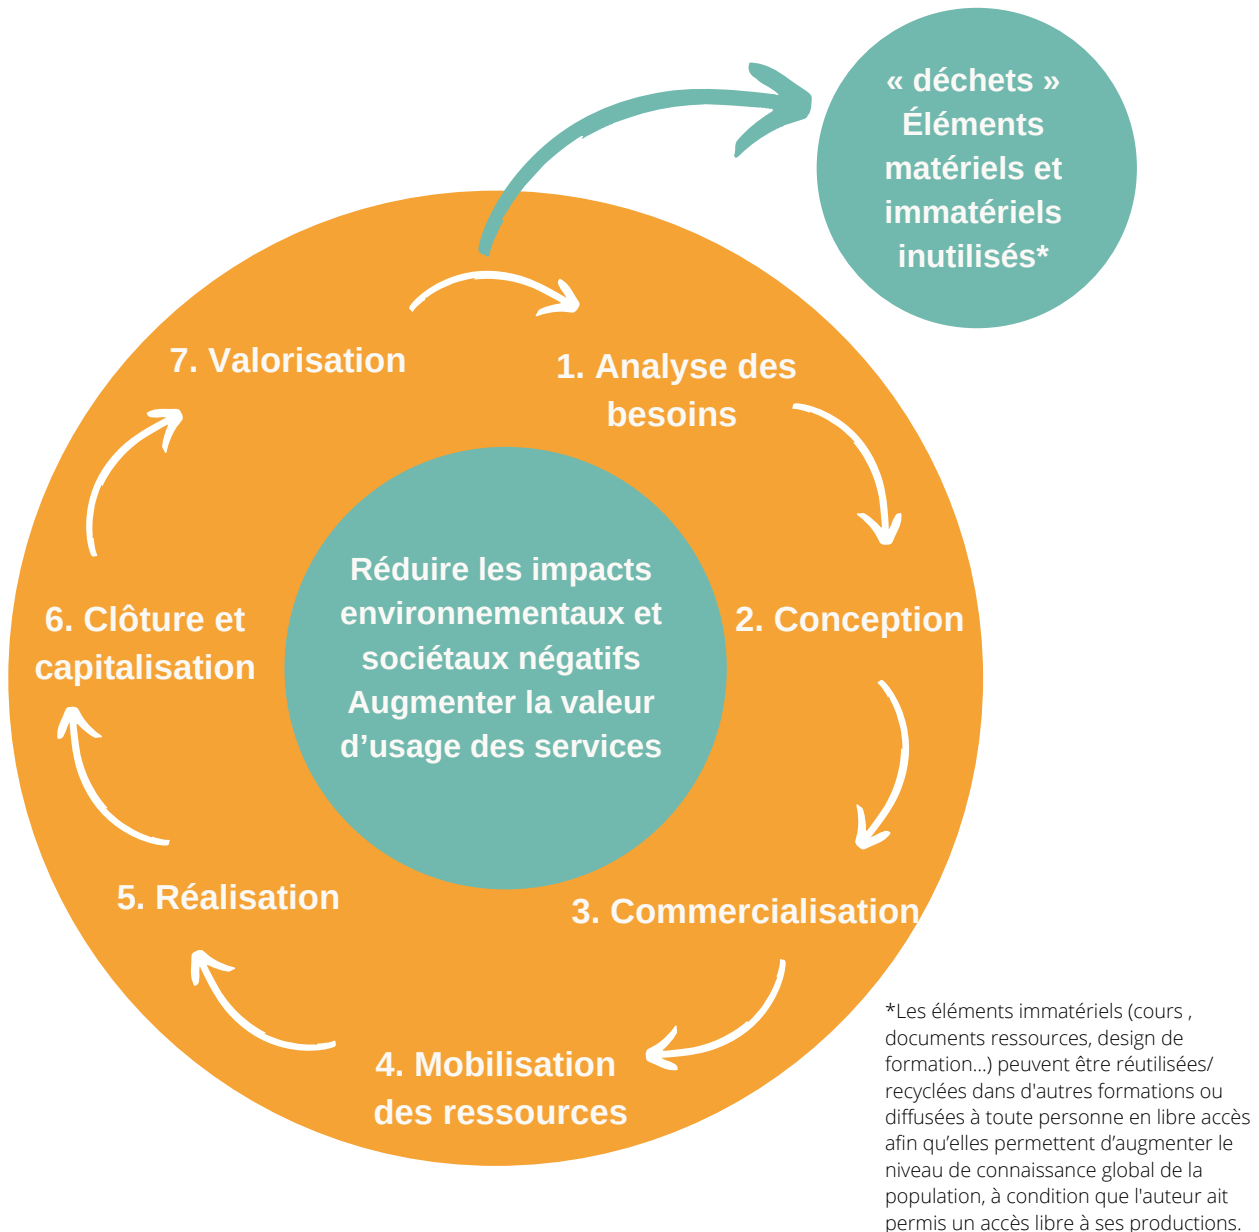 « déchets »
Éléments
matériels et
immatériels
inutilisés*
7. Valorisation
1. Analyse des
besoins
Réduire les impacts
environnementaux et
sociétaux négatifs
Augmenter la valeur
d’usage des services
6. Clôture et
capitalisation
2. Conception
5. Réalisation
3. Commercialisation
4. Mobilisation
des ressources
*Les éléments immatériels (cours ,
documents ressources, design de
formation...) peuvent être réutilisées/
recyclées dans d'autres formations ou
diffusées à toute personne en libre accès
afin qu’elles permettent d’augmenter le
niveau de connaissance global de la
population, à condition que l'auteur ait
permis un accès libre à ses productions.